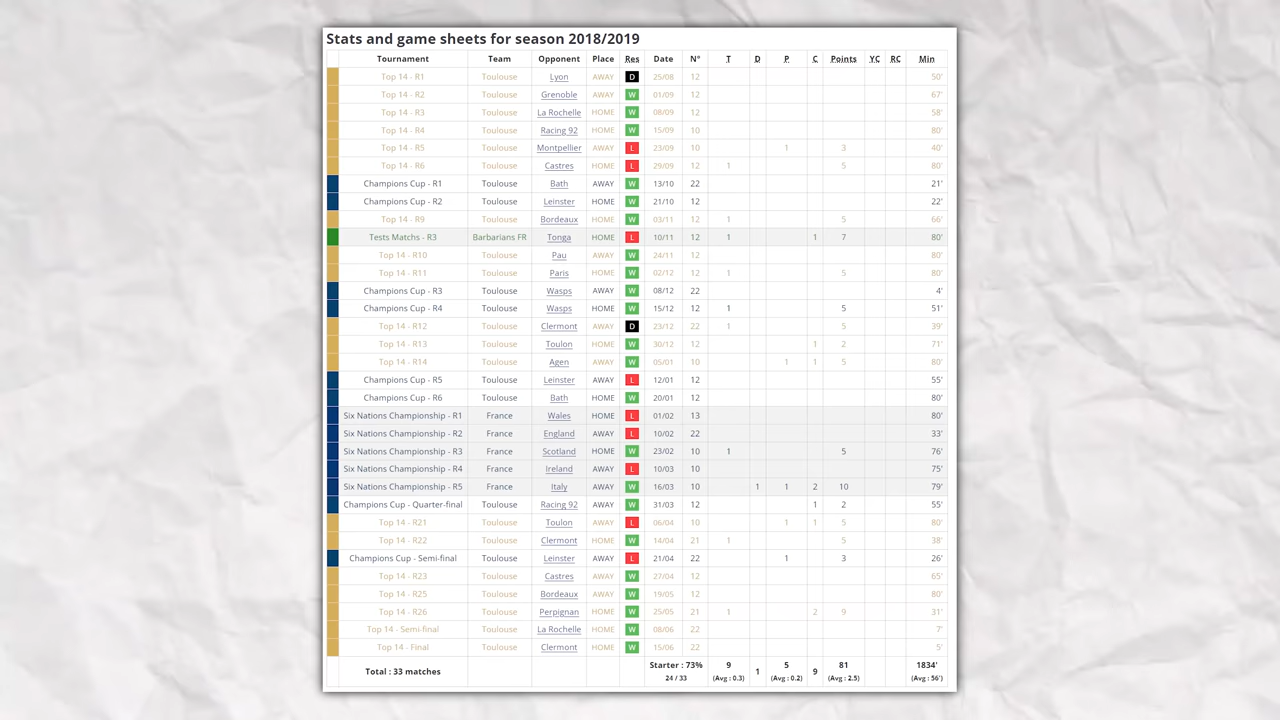 Stats and game sheets for season 2018/2019
Tournament Team Opponent Place Res Date N° T D P C Points YC RC Min
Top 14 - R1 Toulouse Lyon AWAY D 25/08 12 50'
Top 14 - R2 Toulouse Grenoble AWAY W 01/09 12 67'
Top 14 - R3 Toulouse La Rochelle HOME W 08/09 12 58'
Top 14 - R4 Toulouse Racing 92 HOME W 15/09 10 80'
Top 14 - R5 Toulouse Montpellier AWAY L 23/09 10 1 3 40'
Top 14 - R6 Toulouse Castres HOME L 29/09 12 1 5 80'
Champions Cup - R1 Toulouse Bath AWAY W 13/10 22 21'
Champions Cup - R2 Toulouse Leinster HOME W 21/10 12 22'
Top 14 - R9 Toulouse Bordeaux HOME W 03/11 12 1 5 66'
Tests Matchs - R3 Barbarians FR Tonga HOME L 10/11 12 1 1 7 80'
Top 14 - R10 Toulouse Pau AWAY W 24/11 12 80'
Top 14 - R11 Toulouse Paris HOME W 02/12 12 1 5 80'
Champions Cup - R3 Toulouse Wasps AWAY W 08/12 22 4'
Champions Cup - R4 Toulouse Wasps HOME W 15/12 12 1 5 51'
Top 14 - R12 Toulouse Clermont AWAY D 23/12 22 1 5 39'
Top 14 - R13 Toulouse Toulon HOME W 30/12 12 1 2 71'
Top 14 - R14 Toulouse Agen AWAY W 05/01 10 1 1 5 80'
Champions Cup - R5 Toulouse Leinster AWAY L 12/01 12 55'
Champions Cup - R6 Toulouse Bath HOME W 20/01 12 80'
Six Nations Championship - R1 France Wales HOME L 01/02 13 80'
Six Nations Championship - R2 France England AWAY L 10/02 22 33'
Six Nations Championship - R3 France Scotland HOME W 23/02 10 1 5 76'
Six Nations Championship - R4 France Ireland AWAY L 10/03 10 75'
Six Nations Championship - R5 France Italy AWAY W 16/03 10 1 1 2 10 79'
Champions Cup - Quarter-final Toulouse Racing 92 AWAY W 31/03 12 1 2 55'
Top 14 - R21 Toulouse Toulon AWAY L 06/04 10 1 1 5 80'
Top 14 - R22 Toulouse Clermont HOME W 14/04 21 1 5 38'
Champions Cup - Semi-final Toulouse Leinster AWAY L 21/04 22 1 3 26'
Top 14 - R23 Toulouse Castres AWAY W 27/04 12 65'
Top 14 - R25 Toulouse Bordeaux AWAY W 19/05 12 80'
Top 14 - R26 Toulouse Perpignan HOME W 25/05 21 1 2 9 31'
Top 14 - Semi-final Toulouse La Rochelle HOME W 08/06 22 7'
Top 14 - Final Toulouse Clermont HOME W 15/06 22 5'
Total : 33 matches Starter : 73% 9 1 5 9 81 1834'
24 / 33 (Avg : 0.3) (Avg : 0.2) (Avg : 2.5) (Avg : 56')